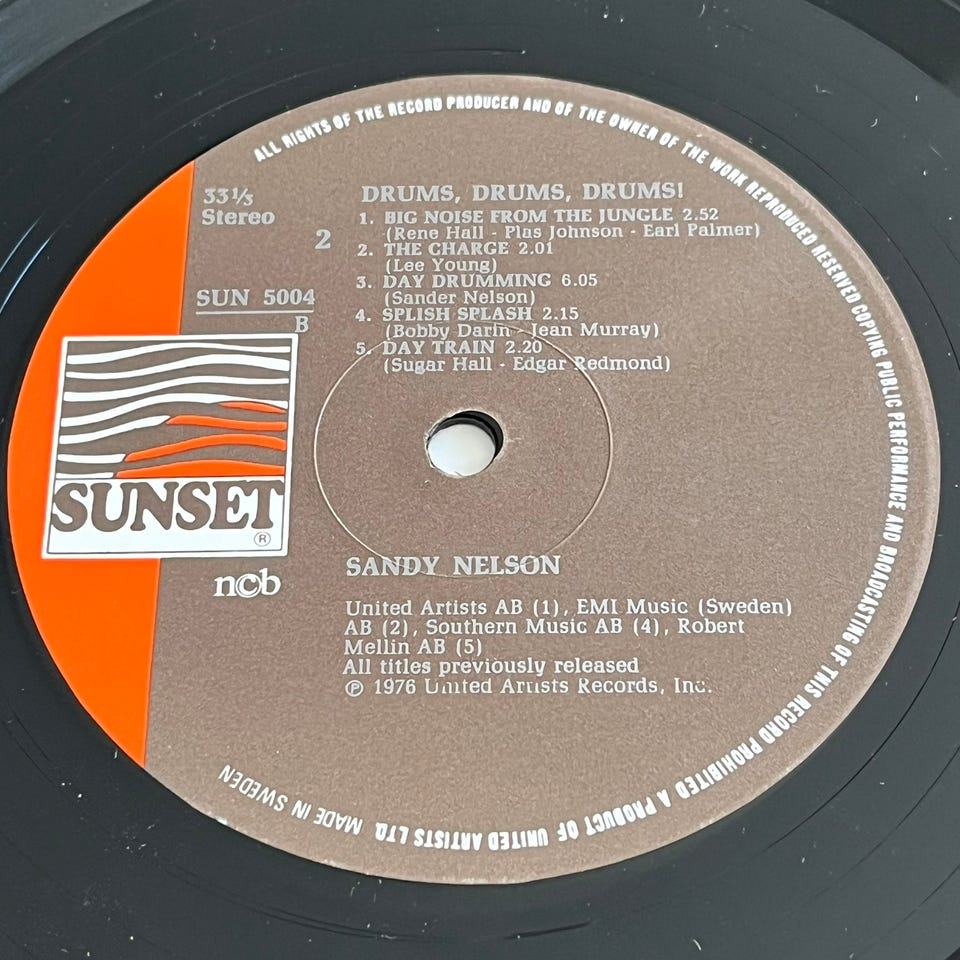 ALL RIGHTS OF THE RECORD PRODUCER AND OF THE OWNER OF THE WORK REPRODUCED RESERVED COPYING PUBLIC PERFORMANCE AND BROADCASTING OF THIS RECORD PROHIBITED A PRODUCT OF UNITED ARTISTS LTD. MADE IN SWEDEN
33⅓
Stereo
2
SUN 5004
B
DRUMS, DRUMS, DRUMS!
1. BIG NOISE FROM THE JUNGLE 2.52
(Rene Hall - Plas Johnson - Earl Palmer)
2. THE CHARGE 2.01
(Lee Young)
3. DAY DRUMMING 6.05
(Sander Nelson)
4. SPLISH SPLASH 2.15
(Bobby Darin - Jean Murray)
5. DAY TRAIN 2.20
(Sugar Hall - Edgar Redmond)
SUNSET
®
ncb
SANDY NELSON
United Artists AB (1), EMI Music (Sweden)
AB (2), Southern Music AB (4), Robert
Mellin AB (5)
All titles previously released
℗ 1976 United Artists Records, Inc.